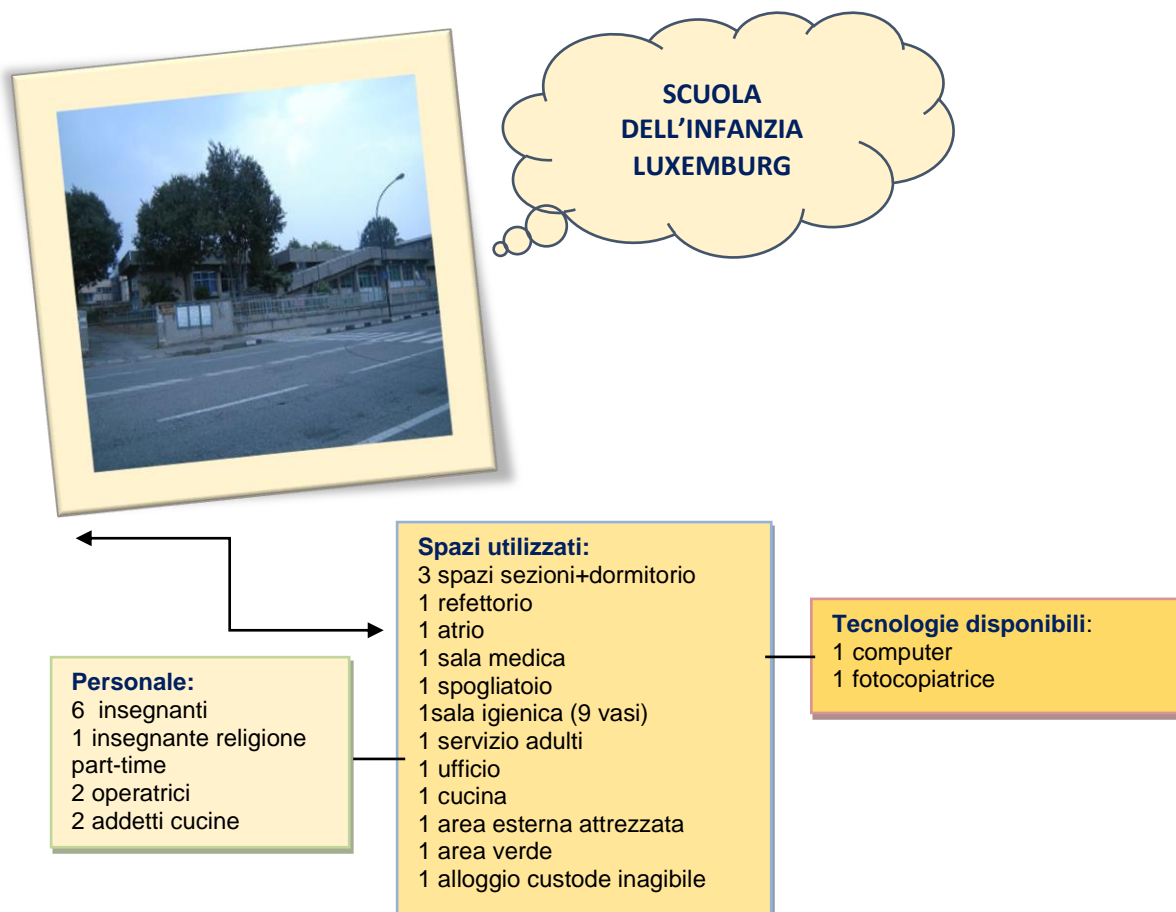 SCUOLA
DELL’INFANZIA
LUXEMBURG
Spazi utilizzati:
3 spazi sezioni+dormitorio
1 refettorio
1 atrio
1 sala medica
1 spogliatoio
1sala igienica (9 vasi)
1 servizio adulti
1 ufficio
1 cucina
1 area esterna attrezzata
1 area verde
1 alloggio custode inagibile
Tecnologie disponibili:
1 computer
1 fotocopiatrice
Personale:
6  insegnanti
1 insegnante religione
part-time
2 operatrici
2 addetti cucine